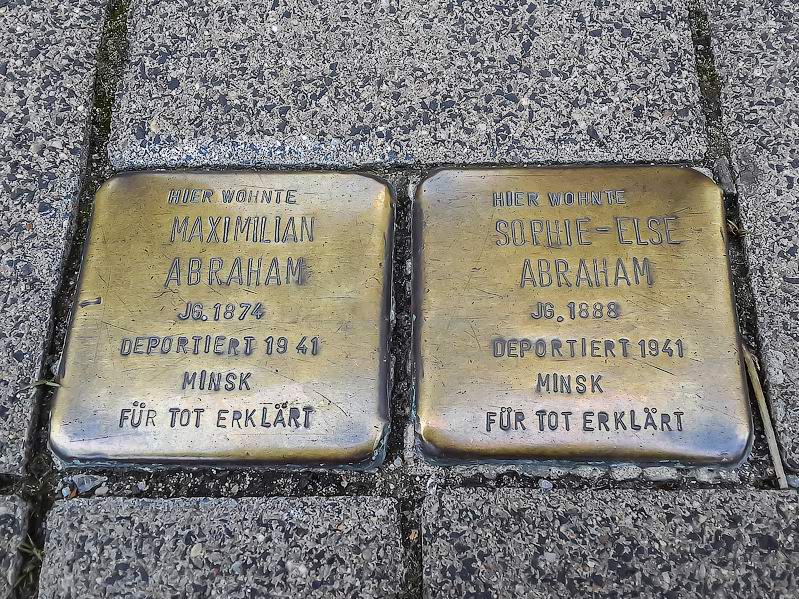 HIER WOHNTE
MAXIMILIAN
ABRAHAM
JG. 1874
DEPORTIERT 1941
MINSK
FÜR TOT ERKLÄRT
HIER WOHNTE
SOPHIE-ELSE
ABRAHAM
JG. 1888
DEPORTIERT 1941
MINSK
FÜR TOT ERKLÄRT